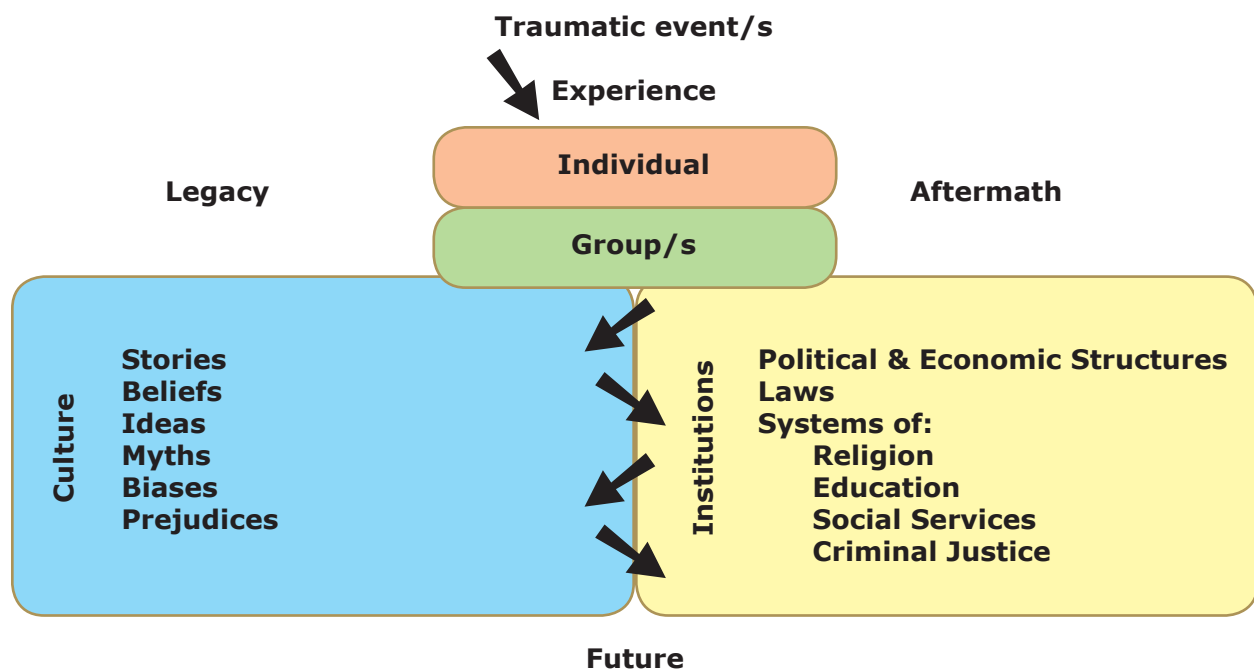 Traumatic event/s
Experience
Individual
Legacy
Aftermath
Group/s
Culture
Stories
Beliefs
Ideas
Myths
Biases
Prejudices
Institutions
Political & Economic Structures
Laws
Systems of:
Religion
Education
Social Services
Criminal Justice
Future